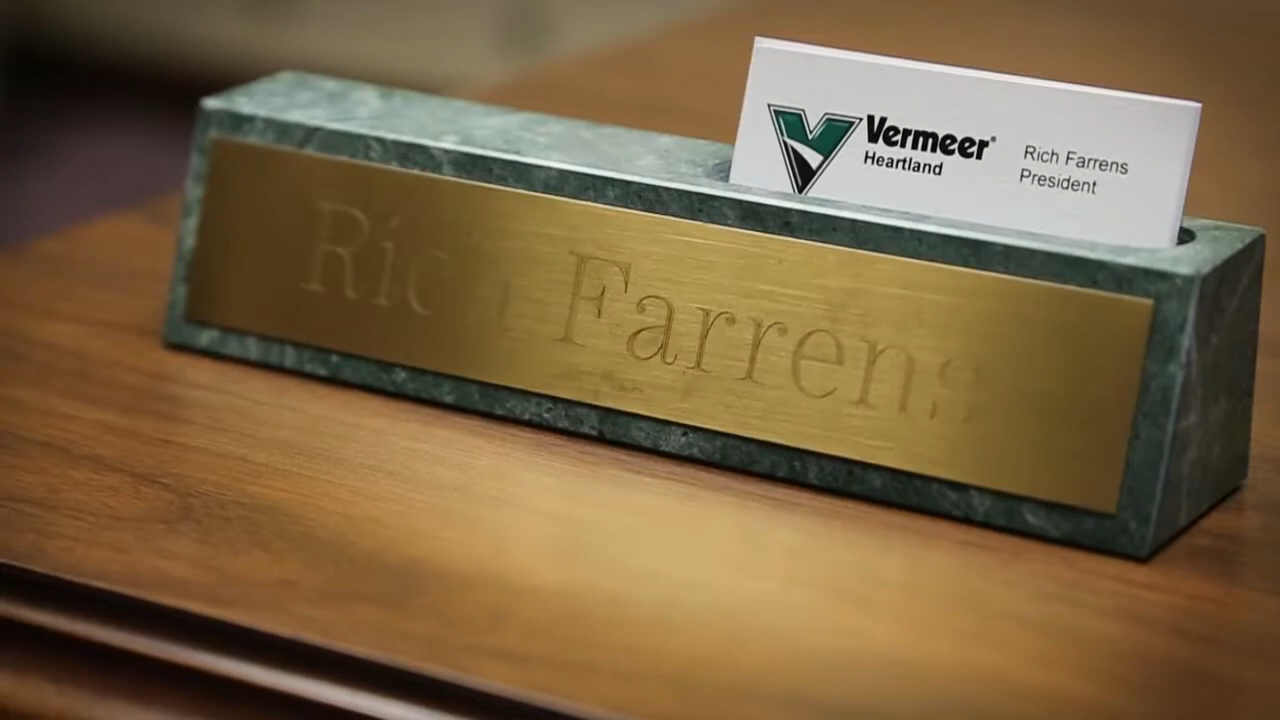 Vermeer®
Heartland
Rich Farrens
President
Rich Farrens